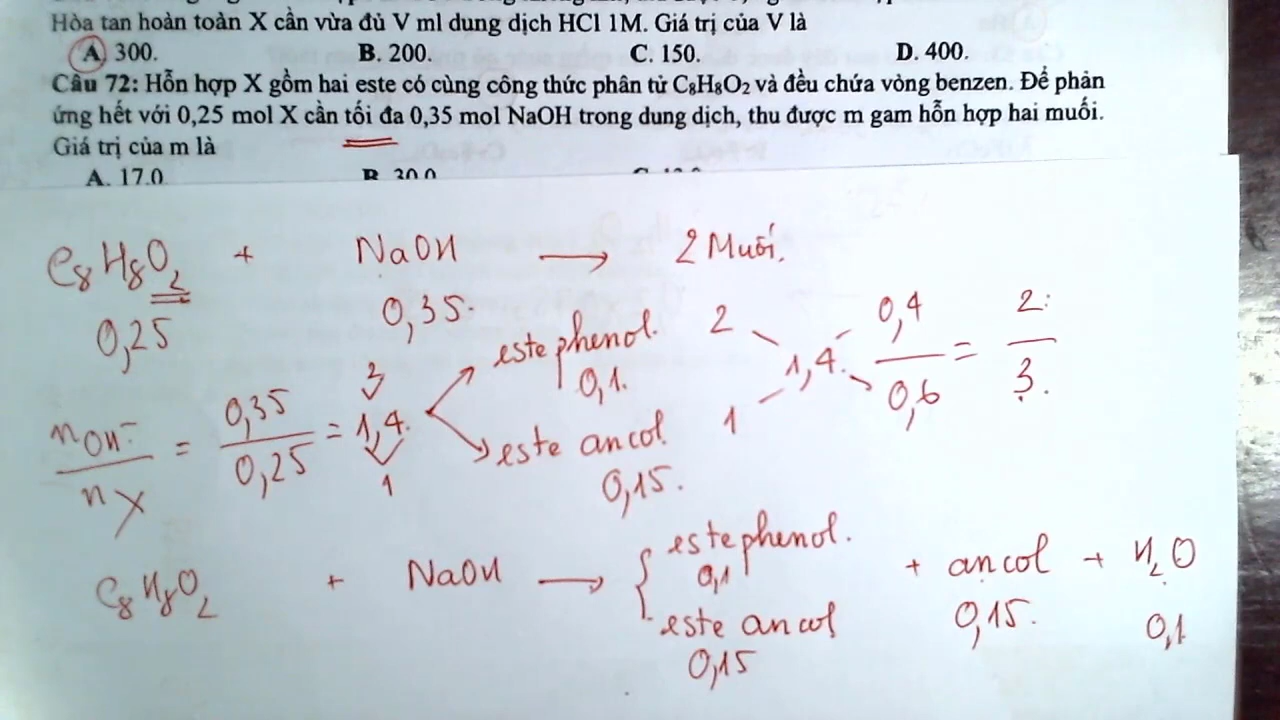 Hòa tan hoàn toàn X cần vừa đủ V ml dung dịch HCl 1M. Giá trị của V là
A. 300. B. 200. C. 150. D. 400.
Câu 72: Hỗn hợp X gồm hai este có cùng công thức phân tử C₈H₈O₂ và đều chứa vòng benzen. Để phản
ứng hết với 0,25 mol X cần tối đa 0,35 mol NaOH trong dung dịch, thu được m gam hỗn hợp hai muối.
Giá trị của m là
A. 17.0 B. 30.0 C.
C₈H₈O₂ + NaOH → 2 Muối.
0,25 0,35.
nOH⁻ / nX = 0,35 / 0,25 = 1,4.
2
1
este phenol.
0,1.
este ancol
0,15.
2
1
1,4.
0,4 / 0,6 = 2: / 3.
C₈H₈O₂ + NaOH → { este phenol. + ancol + H₂O
0,1 0,15. 0,1
este ancol
0,15